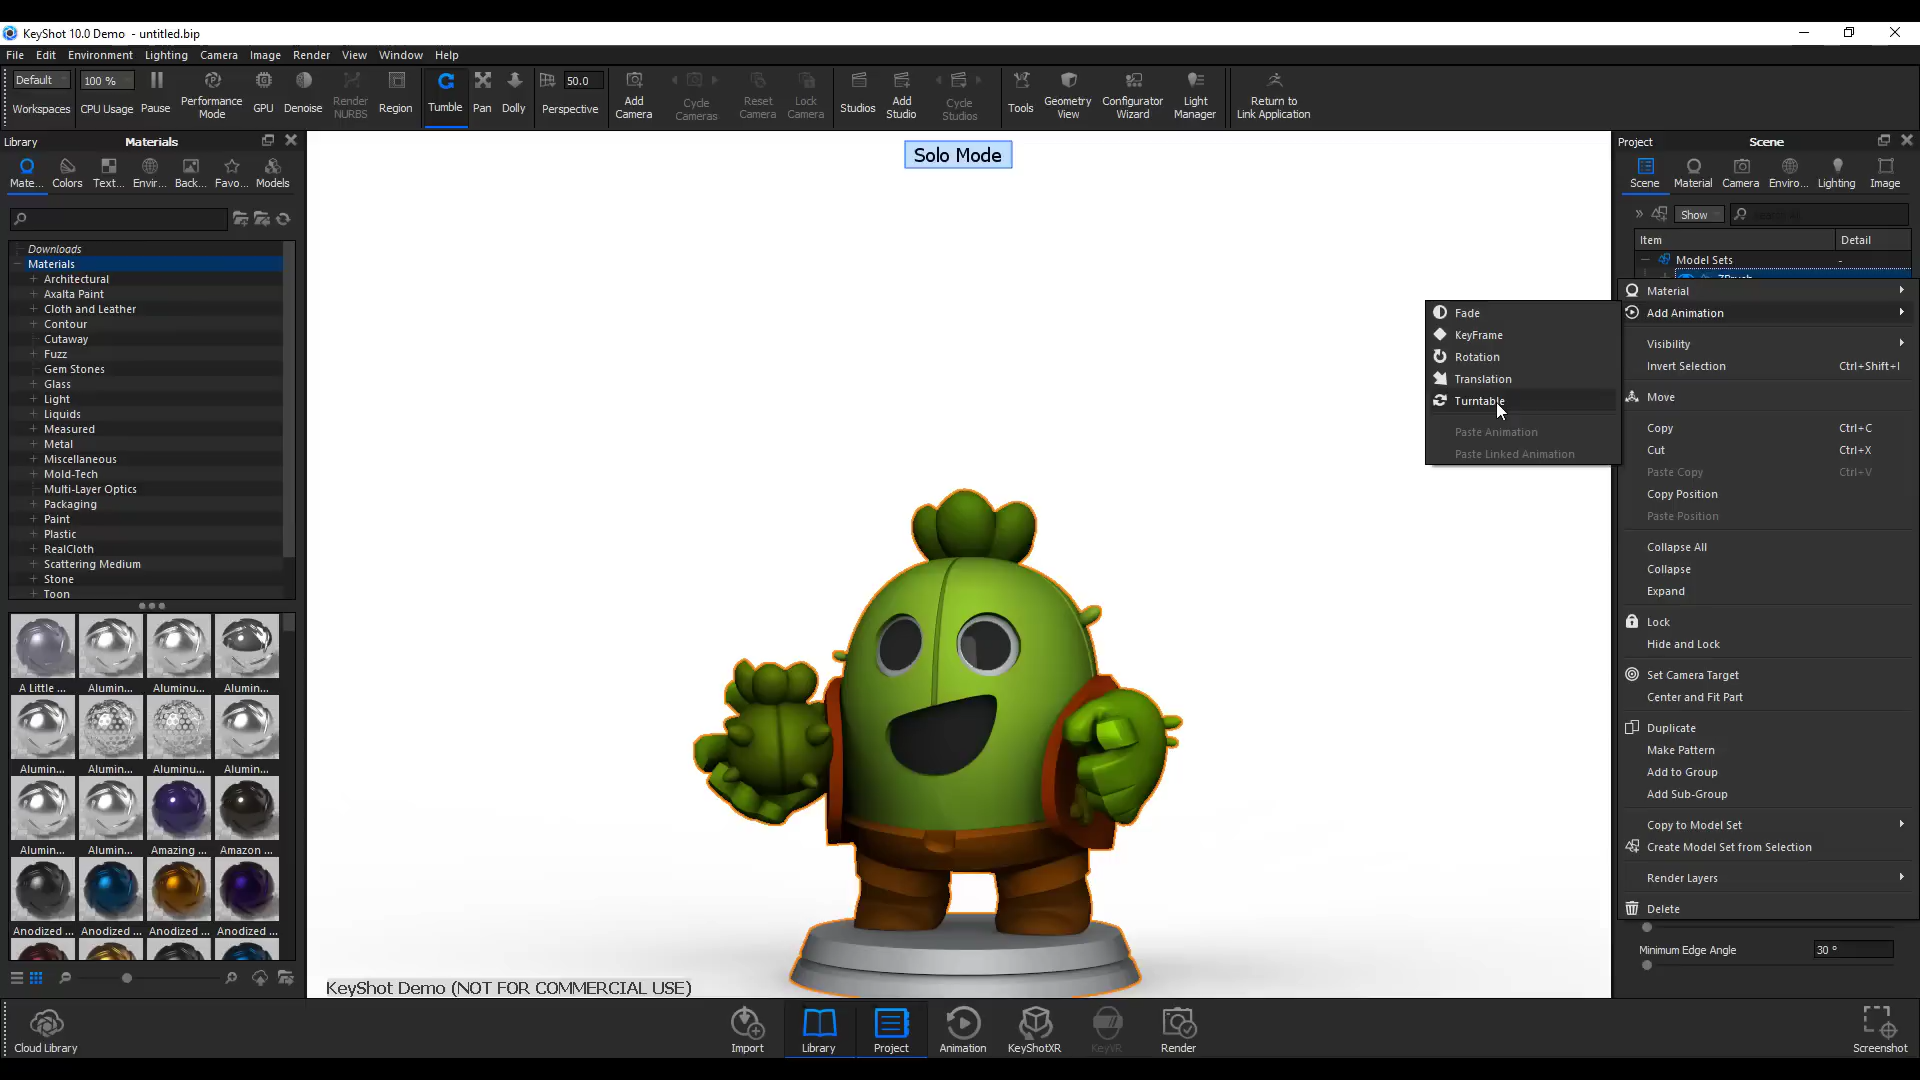 KeyShot 10.0 Demo - untitled.bip
File Edit Environment Lighting Camera Image Render View Window Help
Default 100 % 50.0
Workspaces CPU Usage Pause Performance Mode GPU Denoise Render NURBS Region Tumble Pan Dolly Perspective Add Camera Cycle Cameras Reset Camera Lock Camera Studios Add Studio Cycle Studios Tools Geometry View Configurator Wizard Light Manager Return to Link Application
Library Materials
Mate... Colors Text... Envir... Back... Favo... Models
Downloads
Materials
Architectural
Axalta Paint
Cloth and Leather
Contour
Cutaway
Fuzz
Gem Stones
Glass
Light
Liquids
Measured
Metal
Miscellaneous
Mold-Tech
Multi-Layer Optics
Packaging
Paint
Plastic
RealCloth
Scattering Medium
Stone
Toon
A Little ... Alumin... Aluminu... Alumin...
Alumin... Alumin... Aluminu... Alumin...
Alumin... Alumin... Amazing ... Amazon ...
Anodized ... Anodized ... Anodized ... Anodized ...
Solo Mode
KeyShot Demo (NOT FOR COMMERCIAL USE)
Fade
KeyFrame
Rotation
Translation
Turntable
Paste Animation
Paste Linked Animation
Project Scene
Scene Material Camera Enviro... Lighting Image
Show
Item Detail
Model Sets -
Material
Add Animation
Visibility
Invert Selection Ctrl+Shift+I
Move
Copy Ctrl+C
Cut Ctrl+X
Paste Copy Ctrl+V
Copy Position
Paste Position
Collapse All
Collapse
Expand
Lock
Hide and Lock
Set Camera Target
Center and Fit Part
Duplicate
Make Pattern
Add to Group
Add Sub-Group
Copy to Model Set
Create Model Set from Selection
Render Layers
Delete
Minimum Edge Angle 30 °
Cloud Library Import Library Project Animation KeyShotXR KeyVR Render Screenshot